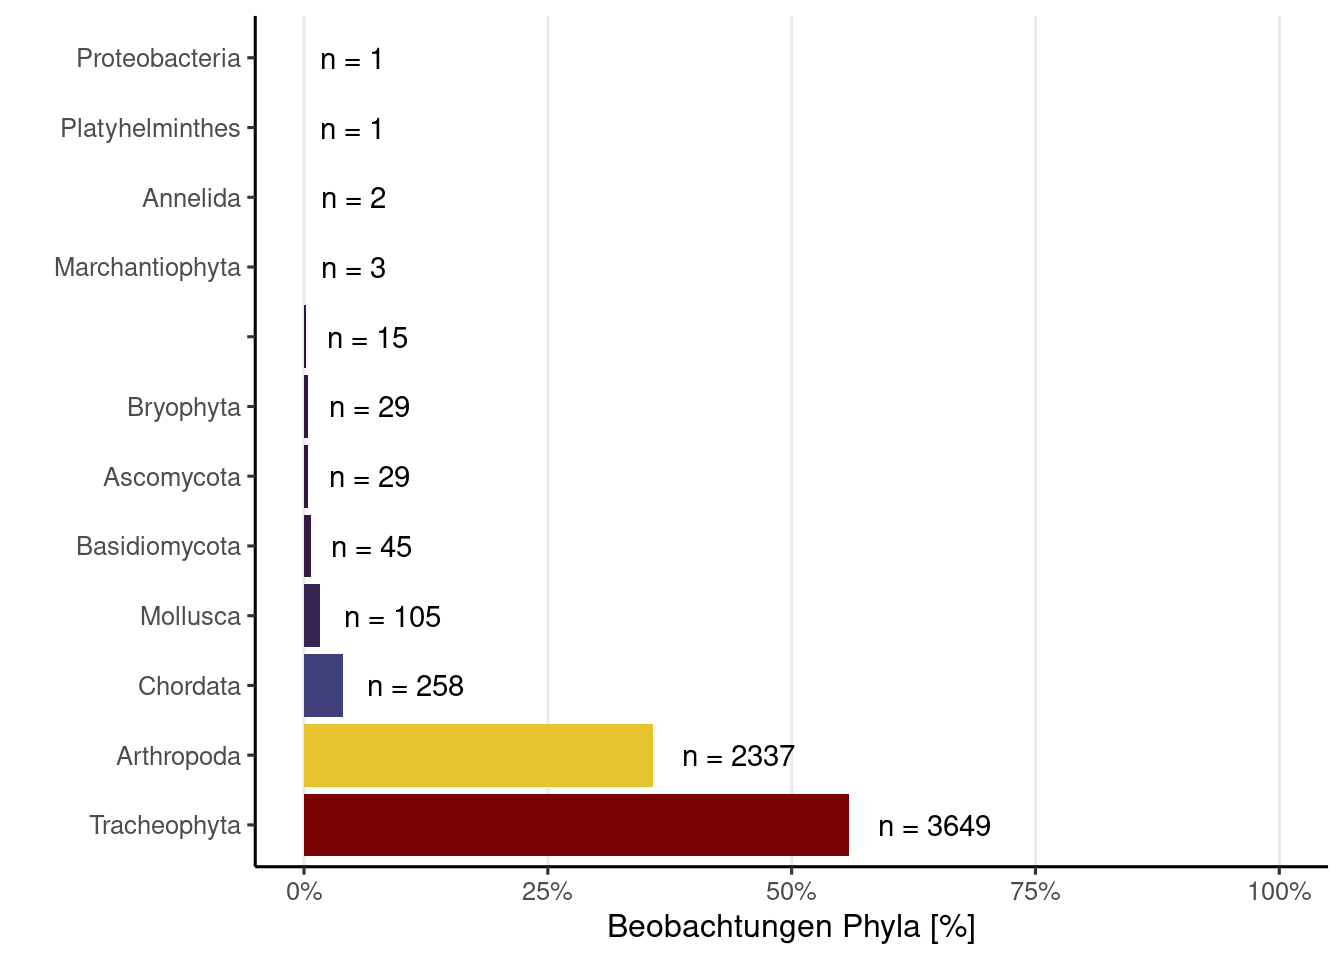 Proteobacteria n = 1
Platyhelminthes n = 1
Annelida n = 2
Marchantiophyta n = 3
n = 15
Bryophyta n = 29
Ascomycota n = 29
Basidiomycota n = 45
Mollusca n = 105
Chordata n = 258
Arthropoda n = 2337
Tracheophyta n = 3649
0% 25% 50% 75% 100%
Beobachtungen Phyla [%]